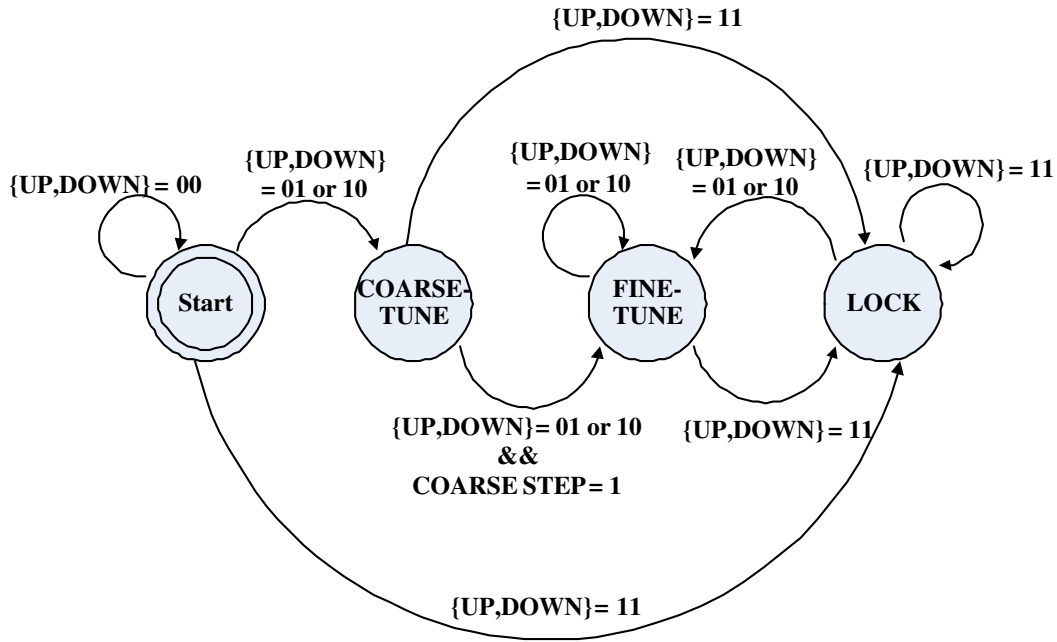 {UP,DOWN} = 11
{UP,DOWN} = 00
{UP,DOWN}
= 01 or 10
{UP,DOWN}
= 01 or 10
{UP,DOWN}
= 01 or 10
{UP,DOWN} = 11
Start
COARSE-
TUNE
FINE-
TUNE
LOCK
{UP,DOWN} = 01 or 10
&&
COARSE STEP = 1
{UP,DOWN} = 11
{UP,DOWN} = 11